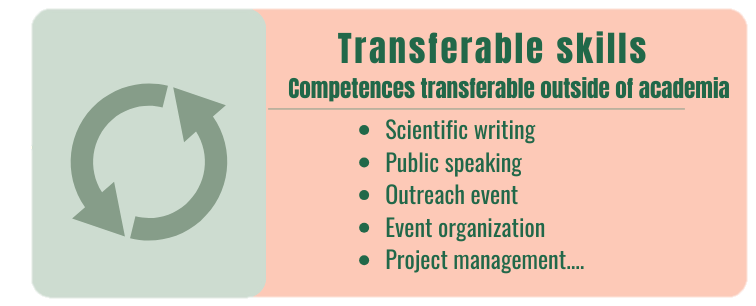 Transferable skills
Competences transferable outside of academia
• Scientific writing
• Public speaking
• Outreach event
• Event organization
• Project management....